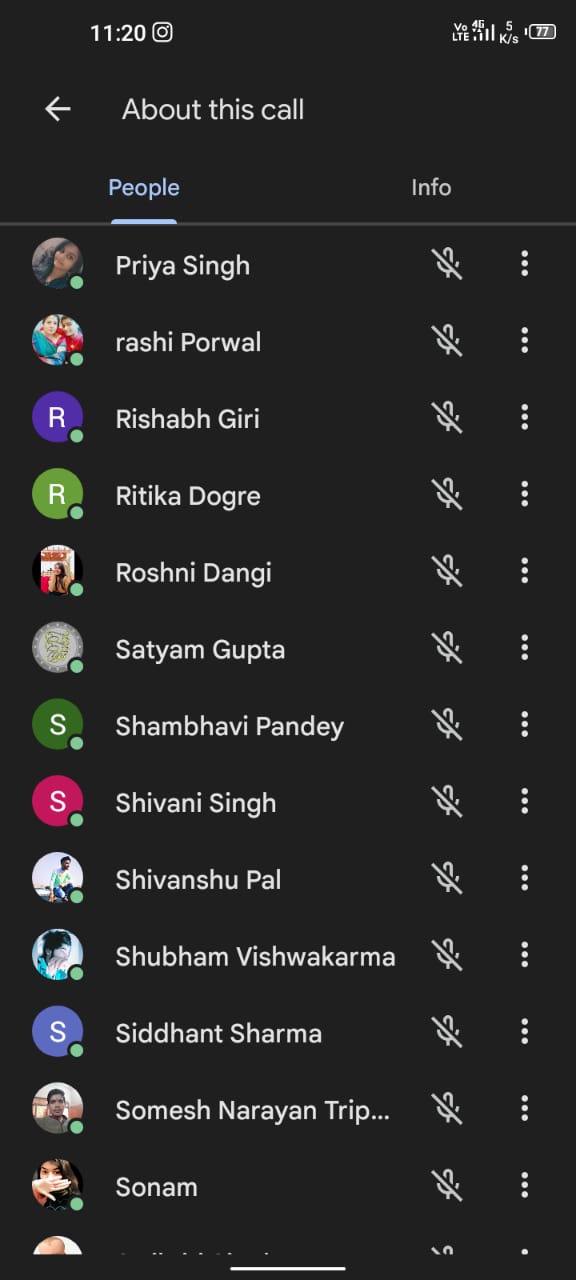 11:20
Vo LTE 4G 5 K/s 77
About this call
People Info
Priya Singh
rashi Porwal
R Rishabh Giri
R Ritika Dogre
Roshni Dangi
Satyam Gupta
S Shambhavi Pandey
S Shivani Singh
Shivanshu Pal
Shubham Vishwakarma
S Siddhant Sharma
Somesh Narayan Trip...
Sonam